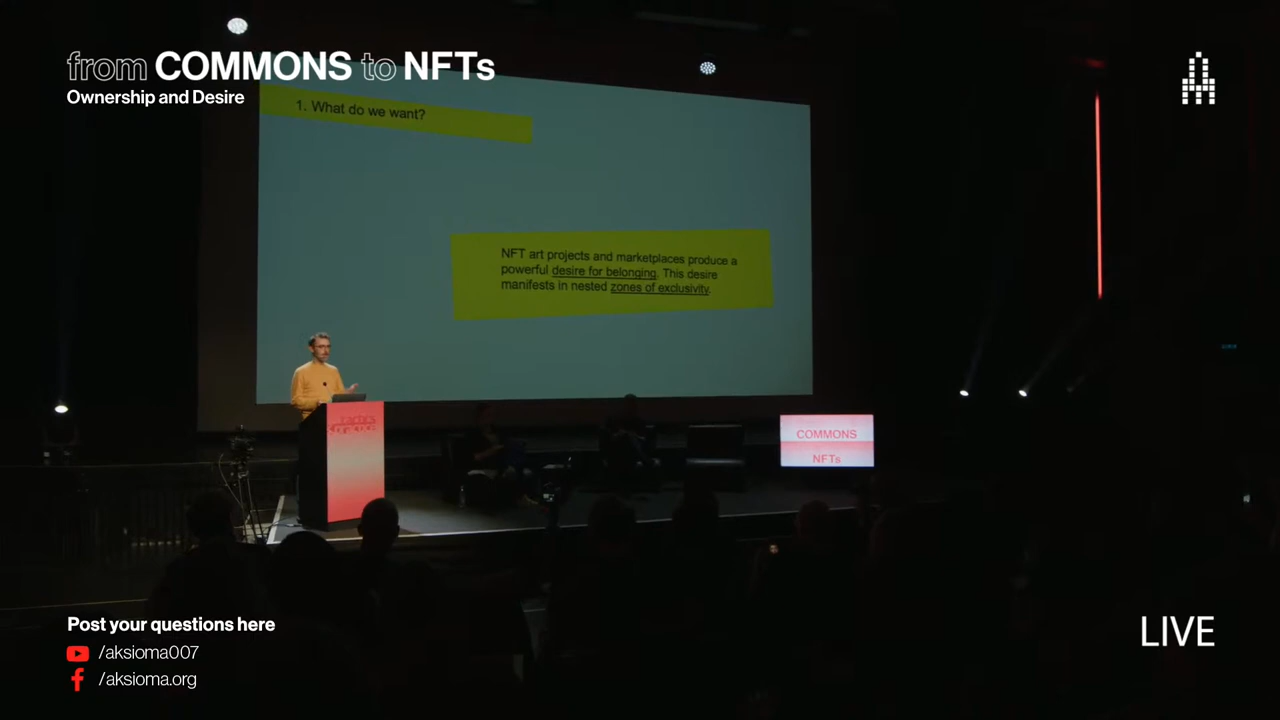 from COMMONS to NFTs
Ownership and Desire
1. What do we want?
NFT art projects and marketplaces produce a
powerful desire for belonging. This desire
manifests in nested zones of exclusivity.
COMMONS
NFTs
Post your questions here
/aksioma007
/aksioma.org
LIVE